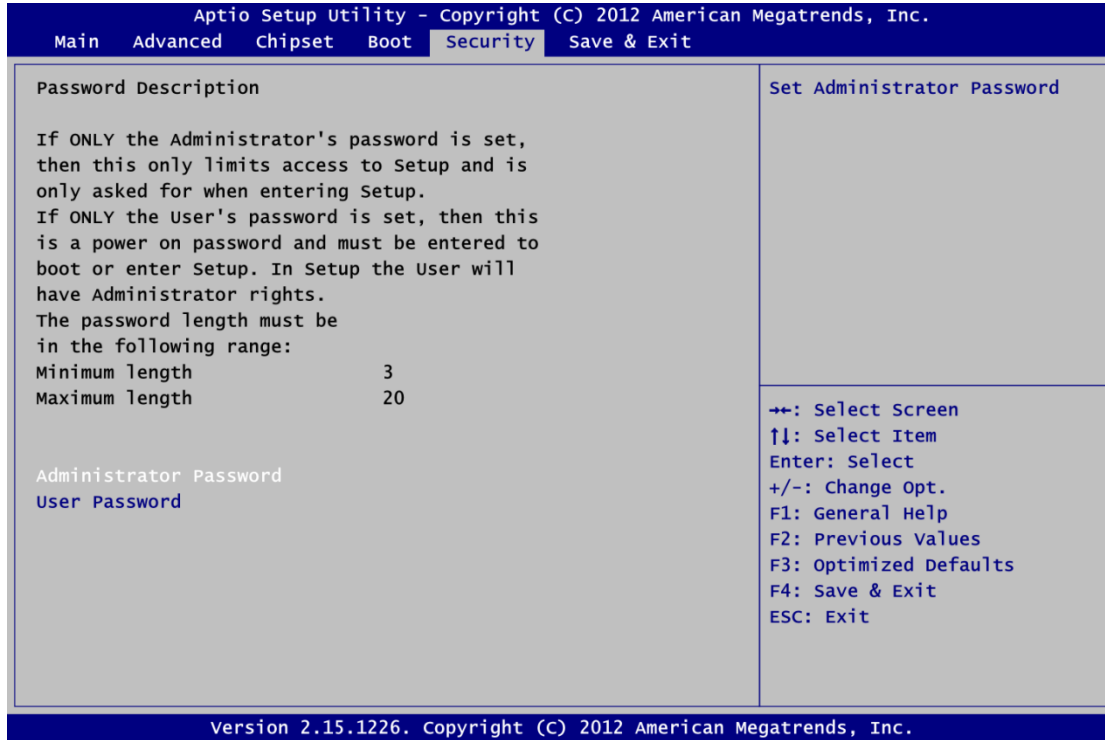 Aptio Setup Utility - Copyright (C) 2012 American Megatrends, Inc.
Main Advanced Chipset Boot Security Save & Exit
Password Description
If ONLY the Administrator's password is set,
then this only limits access to Setup and is
only asked for when entering Setup.
If ONLY the User's password is set, then this
is a power on password and must be entered to
boot or enter Setup. In Setup the User will
have Administrator rights.
The password length must be
in the following range:
Minimum length 3
Maximum length 20
Administrator Password
User Password
Set Administrator Password
→←: Select Screen
↑↓: Select Item
Enter: Select
+/-: Change Opt.
F1: General Help
F2: Previous Values
F3: Optimized Defaults
F4: Save & Exit
ESC: Exit
Version 2.15.1226. Copyright (C) 2012 American Megatrends, Inc.